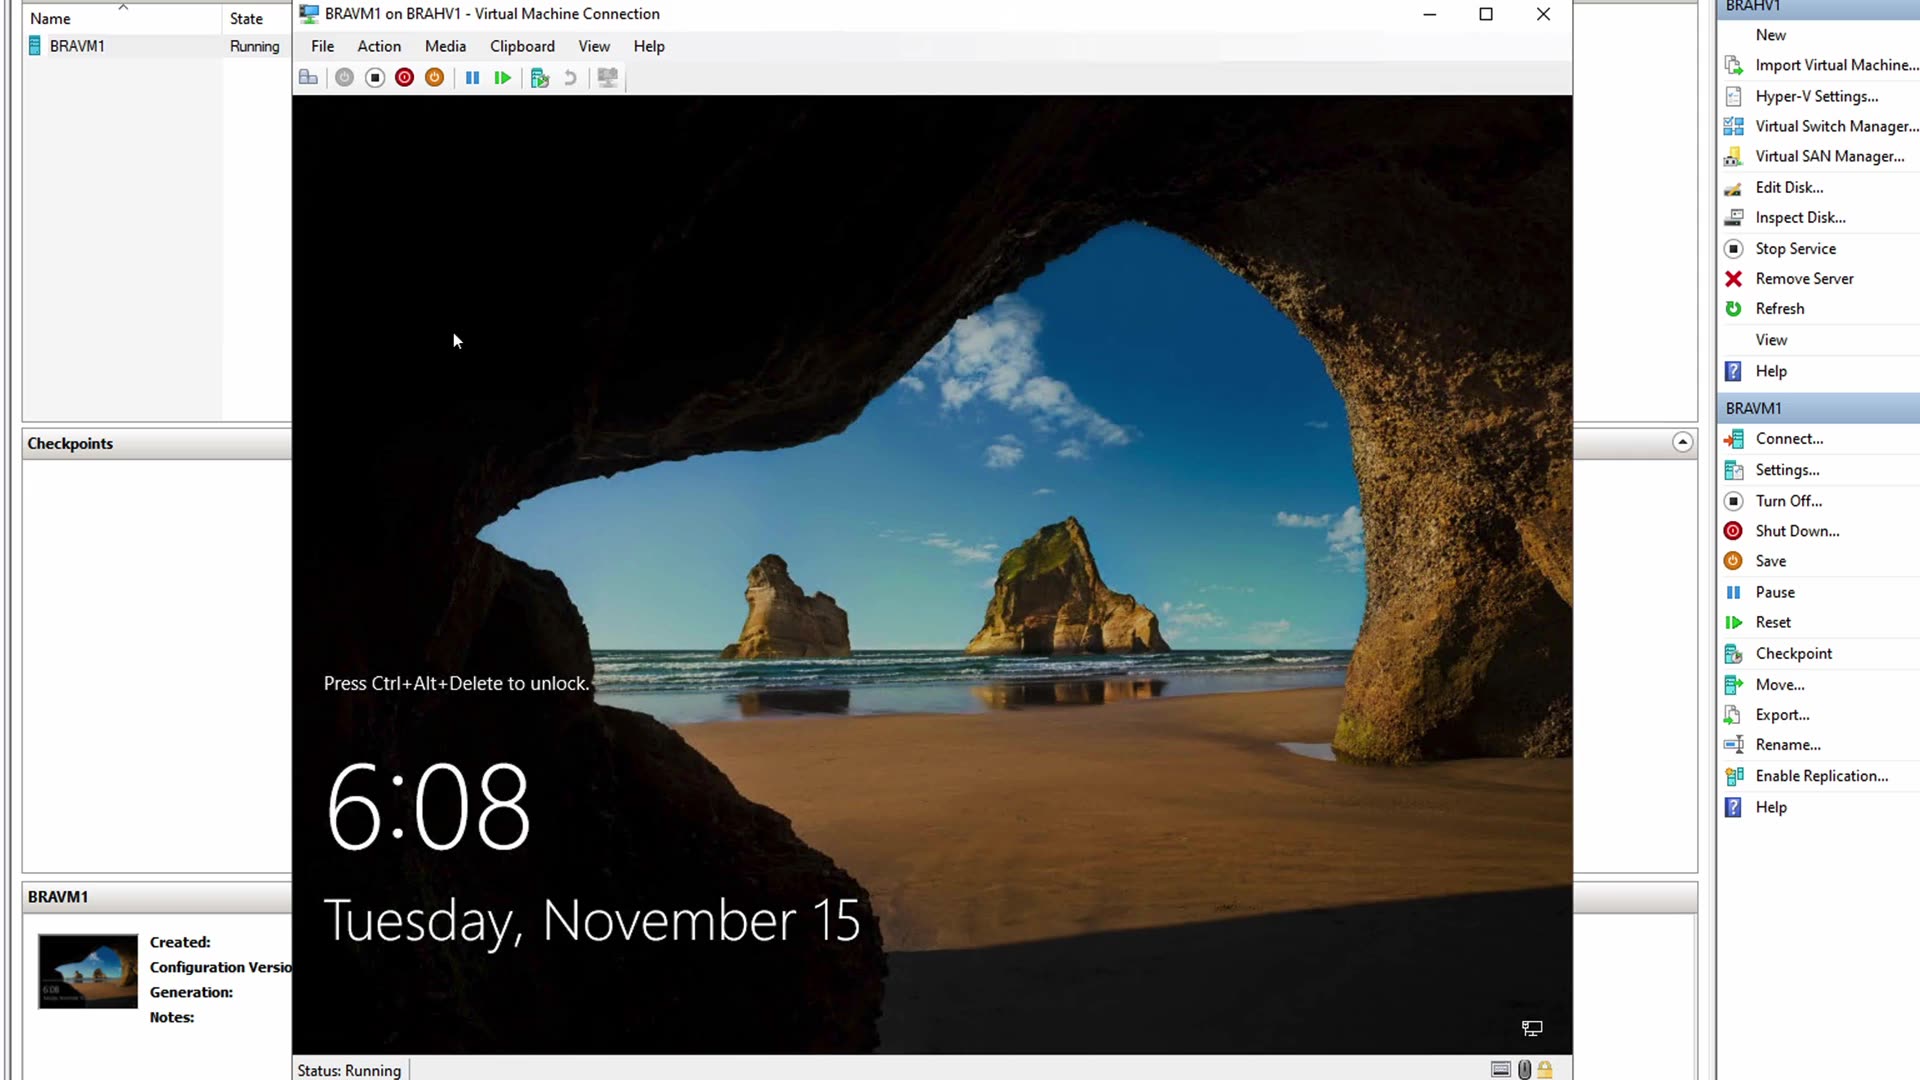 Name
State
BRAVM1
Running
Checkpoints
BRAVM1
6:08
Created:
Configuration Versio
Generation:
Notes:
BRAVM1 on BRAHV1 - Virtual Machine Connection
File
Action
Media
Clipboard
View
Help
Press Ctrl+Alt+Delete to unlock.
6:08
Tuesday, November 15
Status: Running
BRAHV1
New
Import Virtual Machine...
Hyper-V Settings...
Virtual Switch Manager...
Virtual SAN Manager...
Edit Disk...
Inspect Disk...
Stop Service
Remove Server
Refresh
View
Help
BRAVM1
Connect...
Settings...
Turn Off...
Shut Down...
Save
Pause
Reset
Checkpoint
Move...
Export...
Rename...
Enable Replication...
Help